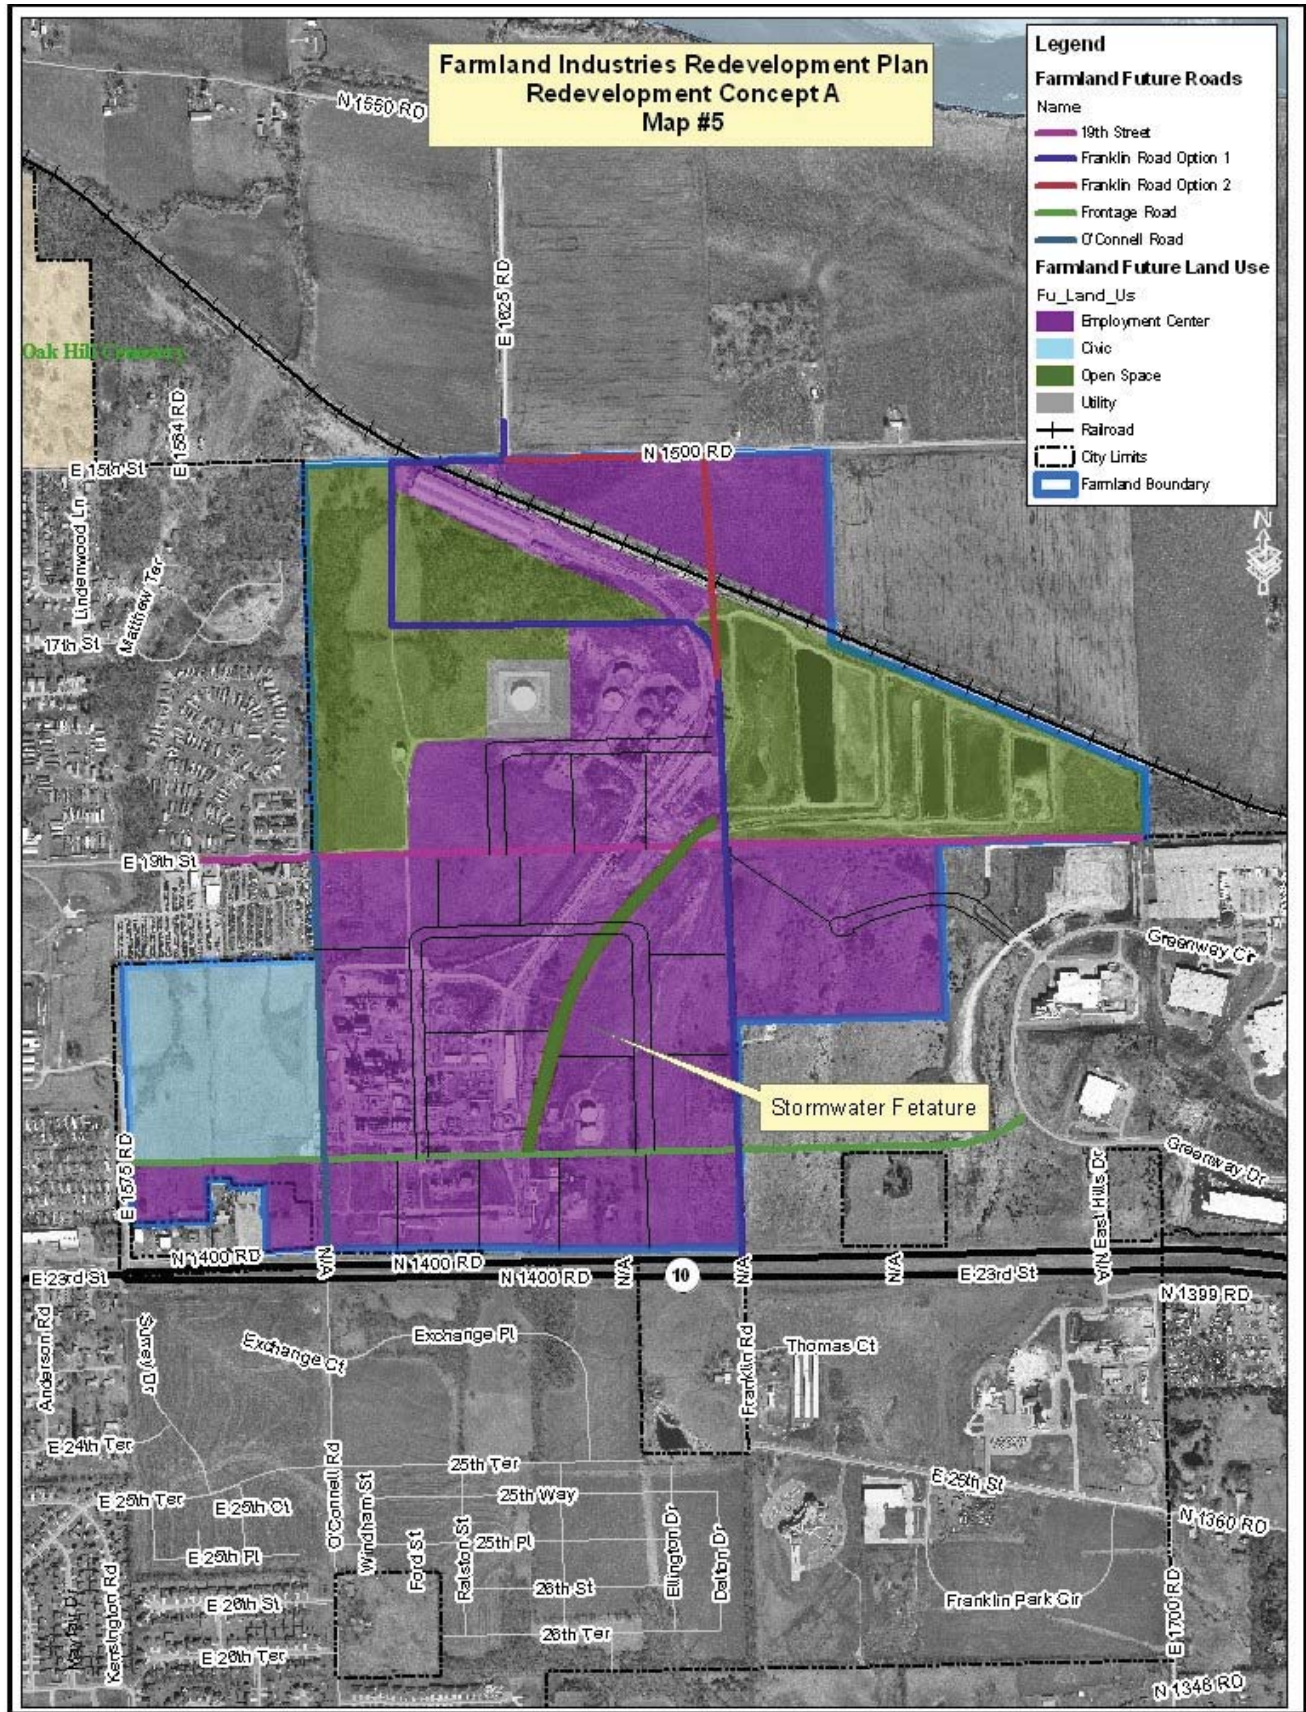 Farmland Industries Redevelopment Plan
Redevelopment Concept A
Map #5
Legend
Farmland Future Roads
Name
19th Street
Franklin Road Option 1
Franklin Road Option 2
Frontage Road
O'Connell Road
Farmland Future Land Use
Fu_Land_Us
Employment Center
Civic
Open Space
Utility
Railroad
City Limits
Farmland Boundary
N
N 1550 RD
E 1625 RD
Oak Hill Cemetery
E 1584 RD
E 15th St
N 1500 RD
Lindenwood Ln
Matthew Ter
17th St
E 19th St
Greenway Cir
Stormwater Fetature
E 1575 RD
Greenway Dr
East Hills Dr
N 1400 RD
N/A
N 1400 RD
N 1400 RD
N/A
10
N/A
N/A
E 23rd St
N/A
E 23rd St
N 1399 RD
Anderson Rd
Surrey Dr
Exchange Ct
Exchange Pl
Franklin Rd
Thomas Ct
E 24th Ter
O'Connell Rd
25th Ter
E 25th St
E 25th Ter
E 25th Ct
Windham St
25th Way
Ellington Dr
Dalton Dr
N 1360 RD
E 25th Pl
Ford St
Ralston St
25th Pl
Mayfair Dr
Kensington Rd
E 26th St
26th St
Franklin Park Cir
E 1700 RD
E 26th Ter
26th Ter
N 1348 RD